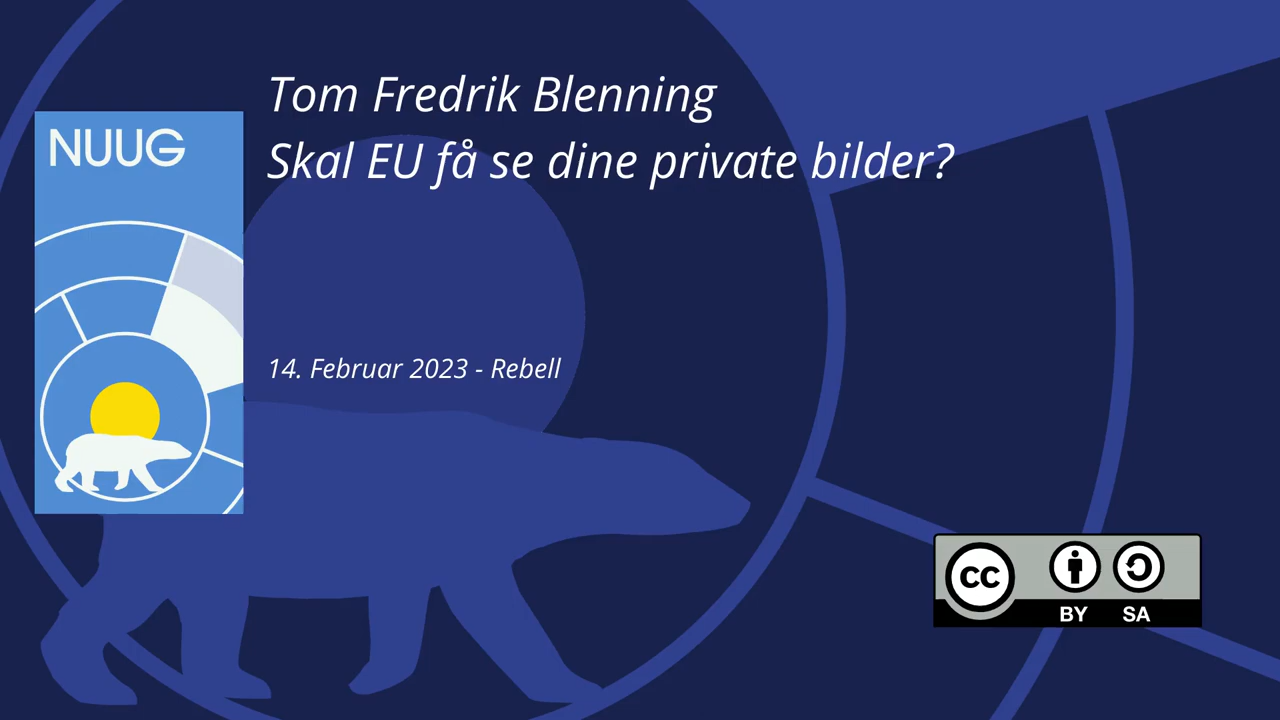 Tom Fredrik Blenning
Skal EU få se dine private bilder?
NUUG
14. Februar 2023 - Rebell
CC
BY SA